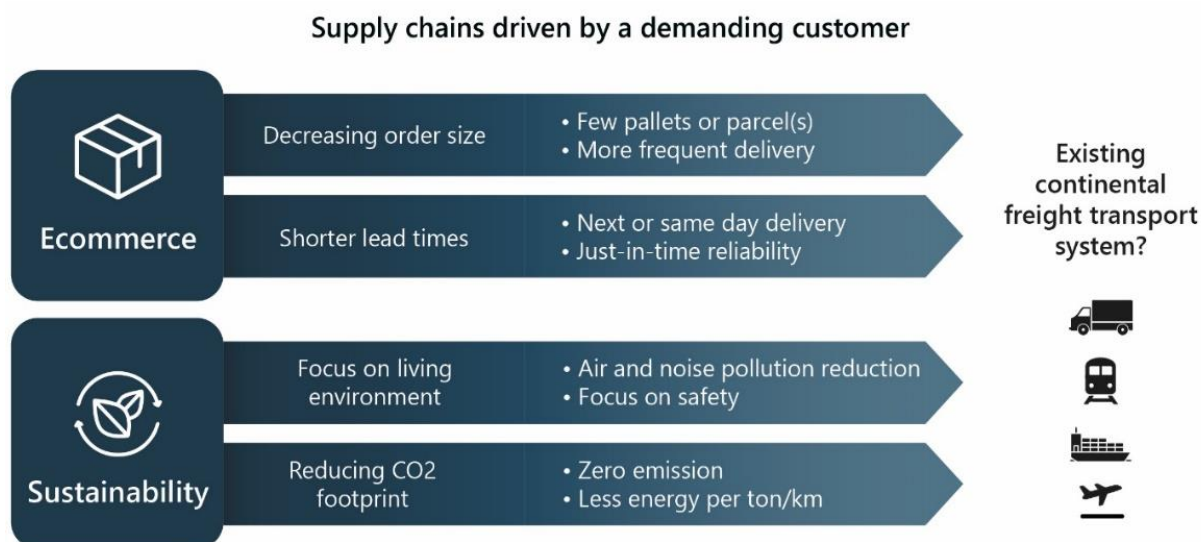 Supply chains driven by a demanding customer
Ecommerce
Decreasing order size
• Few pallets or parcel(s)
• More frequent delivery
Shorter lead times
• Next or same day delivery
• Just-in-time reliability
Sustainability
Focus on living
environment
• Air and noise pollution reduction
• Focus on safety
Reducing CO2
footprint
• Zero emission
• Less energy per ton/km
Existing
continental
freight transport
system?